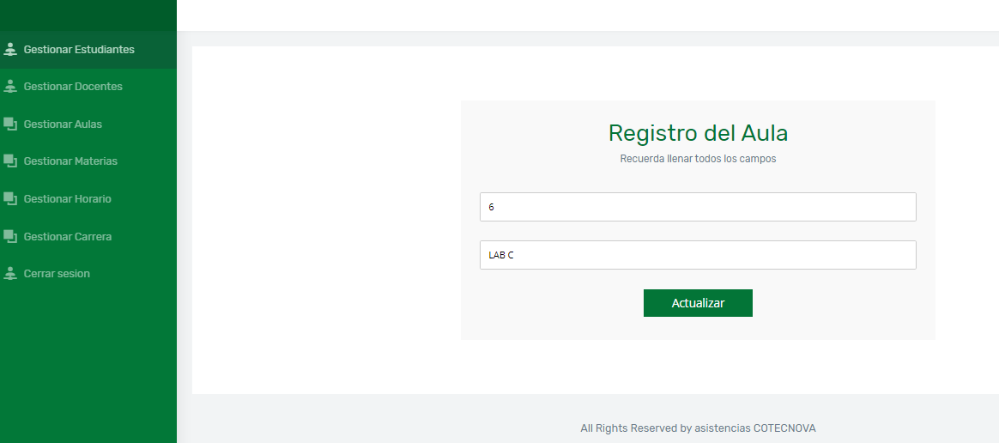 Gestionar Estudiantes
Gestionar Docentes
Gestionar Aulas
Gestionar Materias
Gestionar Horario
Gestionar Carrera
Cerrar sesion
Registro del Aula
Recuerda llenar todos los campos
6
LAB C
Actualizar
All Rights Reserved by asistencias COTECNOVA